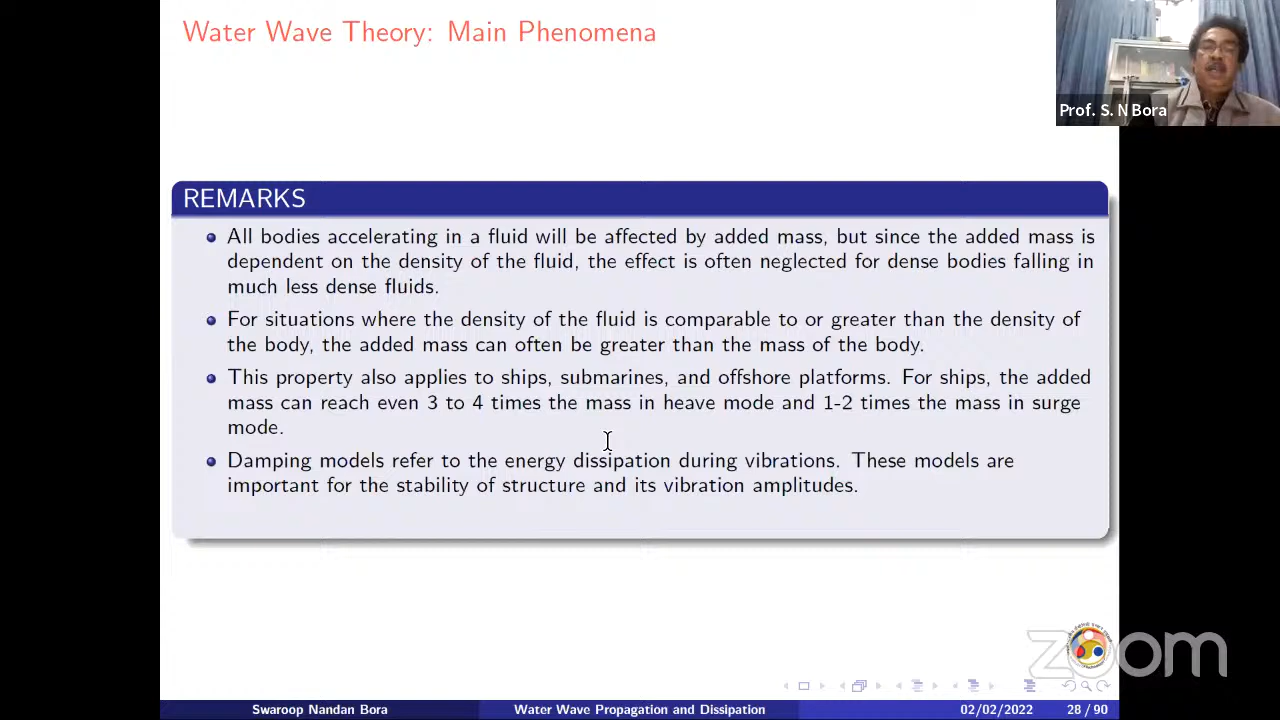 Water Wave Theory: Main Phenomena
Prof. S. N Bora
REMARKS
All bodies accelerating in a fluid will be affected by added mass, but since the added mass is
dependent on the density of the fluid, the effect is often neglected for dense bodies falling in
much less dense fluids.
For situations where the density of the fluid is comparable to or greater than the density of
the body, the added mass can often be greater than the mass of the body.
This property also applies to ships, submarines, and offshore platforms. For ships, the added
mass can reach even 3 to 4 times the mass in heave mode and 1-2 times the mass in surge
mode.
Damping models refer to the energy dissipation during vibrations. These models are
important for the stability of structure and its vibration amplitudes.
zoom
Swaroop Nandan Bora
Water Wave Propagation and Dissipation
02/02/2022
28 / 90